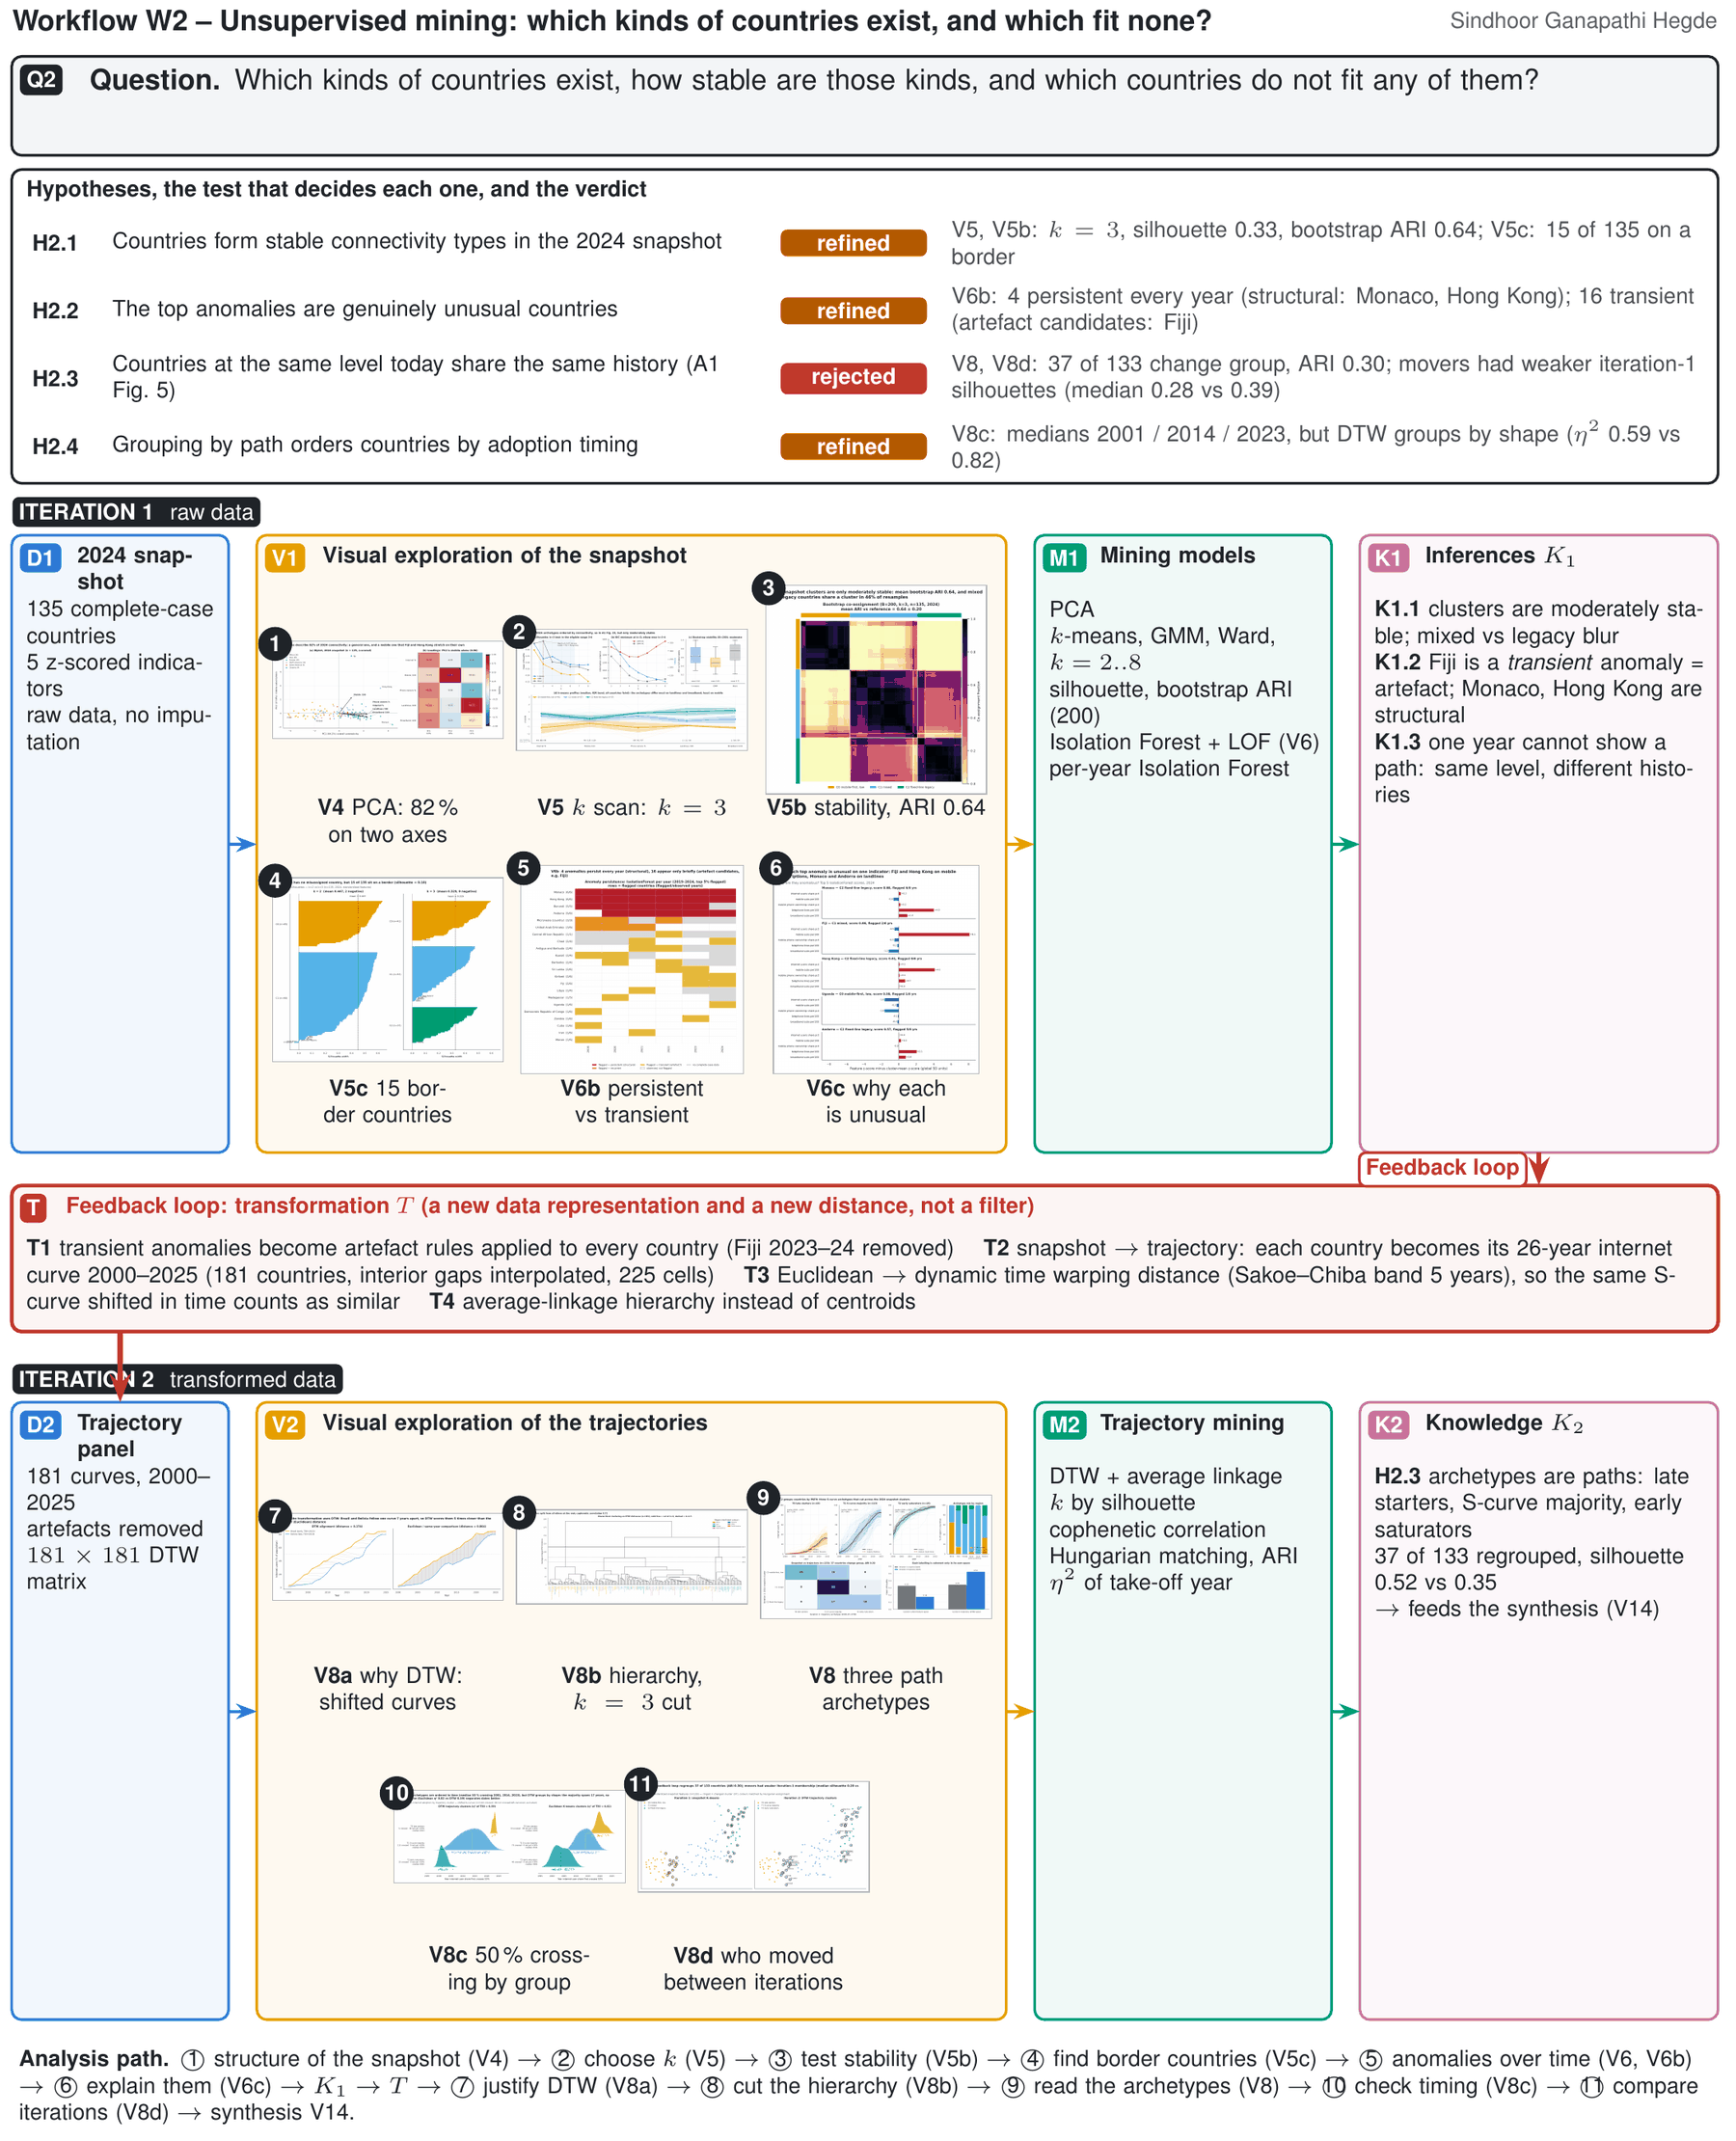 Workflow W2 – Unsupervised mining: which kinds of countries exist, and which fit none?
Sindhoor Ganapathi Hegde
Q2 Question. Which kinds of countries exist, how stable are those kinds, and which countries do not fit any of them?
Hypotheses, the test that decides each one, and the verdict
H2.1 Countries form stable connectivity types in the 2024 snapshot
refined
V5, V5b: k = 3, silhouette 0.33, bootstrap ARI 0.64; V5c: 15 of 135 on a
border
H2.2 The top anomalies are genuinely unusual countries
refined
V6b: 4 persistent every year (structural: Monaco, Hong Kong); 16 transient
(artefact candidates: Fiji)
H2.3 Countries at the same level today share the same history (A1
Fig. 5)
rejected
V8, V8d: 37 of 133 change group, ARI 0.30; movers had weaker iteration-1
silhouettes (median 0.28 vs 0.39)
H2.4 Grouping by path orders countries by adoption timing
refined
V8c: medians 2001 / 2014 / 2023, but DTW groups by shape (η² 0.59 vs
0.82)
ITERATION 1 raw data
D1 2024 snap-
shot
135 complete-case
countries
5 z-scored indica-
tors
raw data, no impu-
tation
V1 Visual exploration of the snapshot
1
2
3
V4 PCA: 82 %
on two axes
V5 k scan: k = 3
V5b stability, ARI 0.64
4
5
6
V5c 15 bor-
der countries
V6b persistent
vs transient
V6c why each
is unusual
M1 Mining models
PCA
k-means, GMM, Ward,
k = 2..8
silhouette, bootstrap ARI
(200)
Isolation Forest + LOF (V6)
per-year Isolation Forest
K1 Inferences K₁
K1.1 clusters are moderately sta-
ble; mixed vs legacy blur
K1.2 Fiji is a transient anomaly =
artefact; Monaco, Hong Kong are
structural
K1.3 one year cannot show a
path: same level, different histo-
ries
Feedback loop
T Feedback loop: transformation T (a new data representation and a new distance, not a filter)
T1 transient anomalies become artefact rules applied to every country (Fiji 2023–24 removed) T2 snapshot → trajectory: each country becomes its 26-year internet
curve 2000–2025 (181 countries, interior gaps interpolated, 225 cells) T3 Euclidean → dynamic time warping distance (Sakoe–Chiba band 5 years), so the same S-
curve shifted in time counts as similar T4 average-linkage hierarchy instead of centroids
ITERATION 2 transformed data
D2 Trajectory
panel
181 curves, 2000–
2025
artefacts removed
181 × 181 DTW
matrix
V2 Visual exploration of the trajectories
7
8
9
V8a why DTW:
shifted curves
V8b hierarchy,
k = 3 cut
V8 three path
archetypes
10
11
V8c 50 % cross-
ing by group
V8d who moved
between iterations
M2 Trajectory mining
DTW + average linkage
k by silhouette
cophenetic correlation
Hungarian matching, ARI
η² of take-off year
K2 Knowledge K₂
H2.3 archetypes are paths: late
starters, S-curve majority, early
saturators
37 of 133 regrouped, silhouette
0.52 vs 0.35
→ feeds the synthesis (V14)
Analysis path. ① structure of the snapshot (V4) → ② choose k (V5) → ③ test stability (V5b) → ④ find border countries (V5c) → ⑤ anomalies over time (V6, V6b)
→ ⑥ explain them (V6c) → K₁ → T → ⑦ justify DTW (V8a) → ⑧ cut the hierarchy (V8b) → ⑨ read the archetypes (V8) → ⑩ check timing (V8c) → ⑪ compare
iterations (V8d) → synthesis V14.